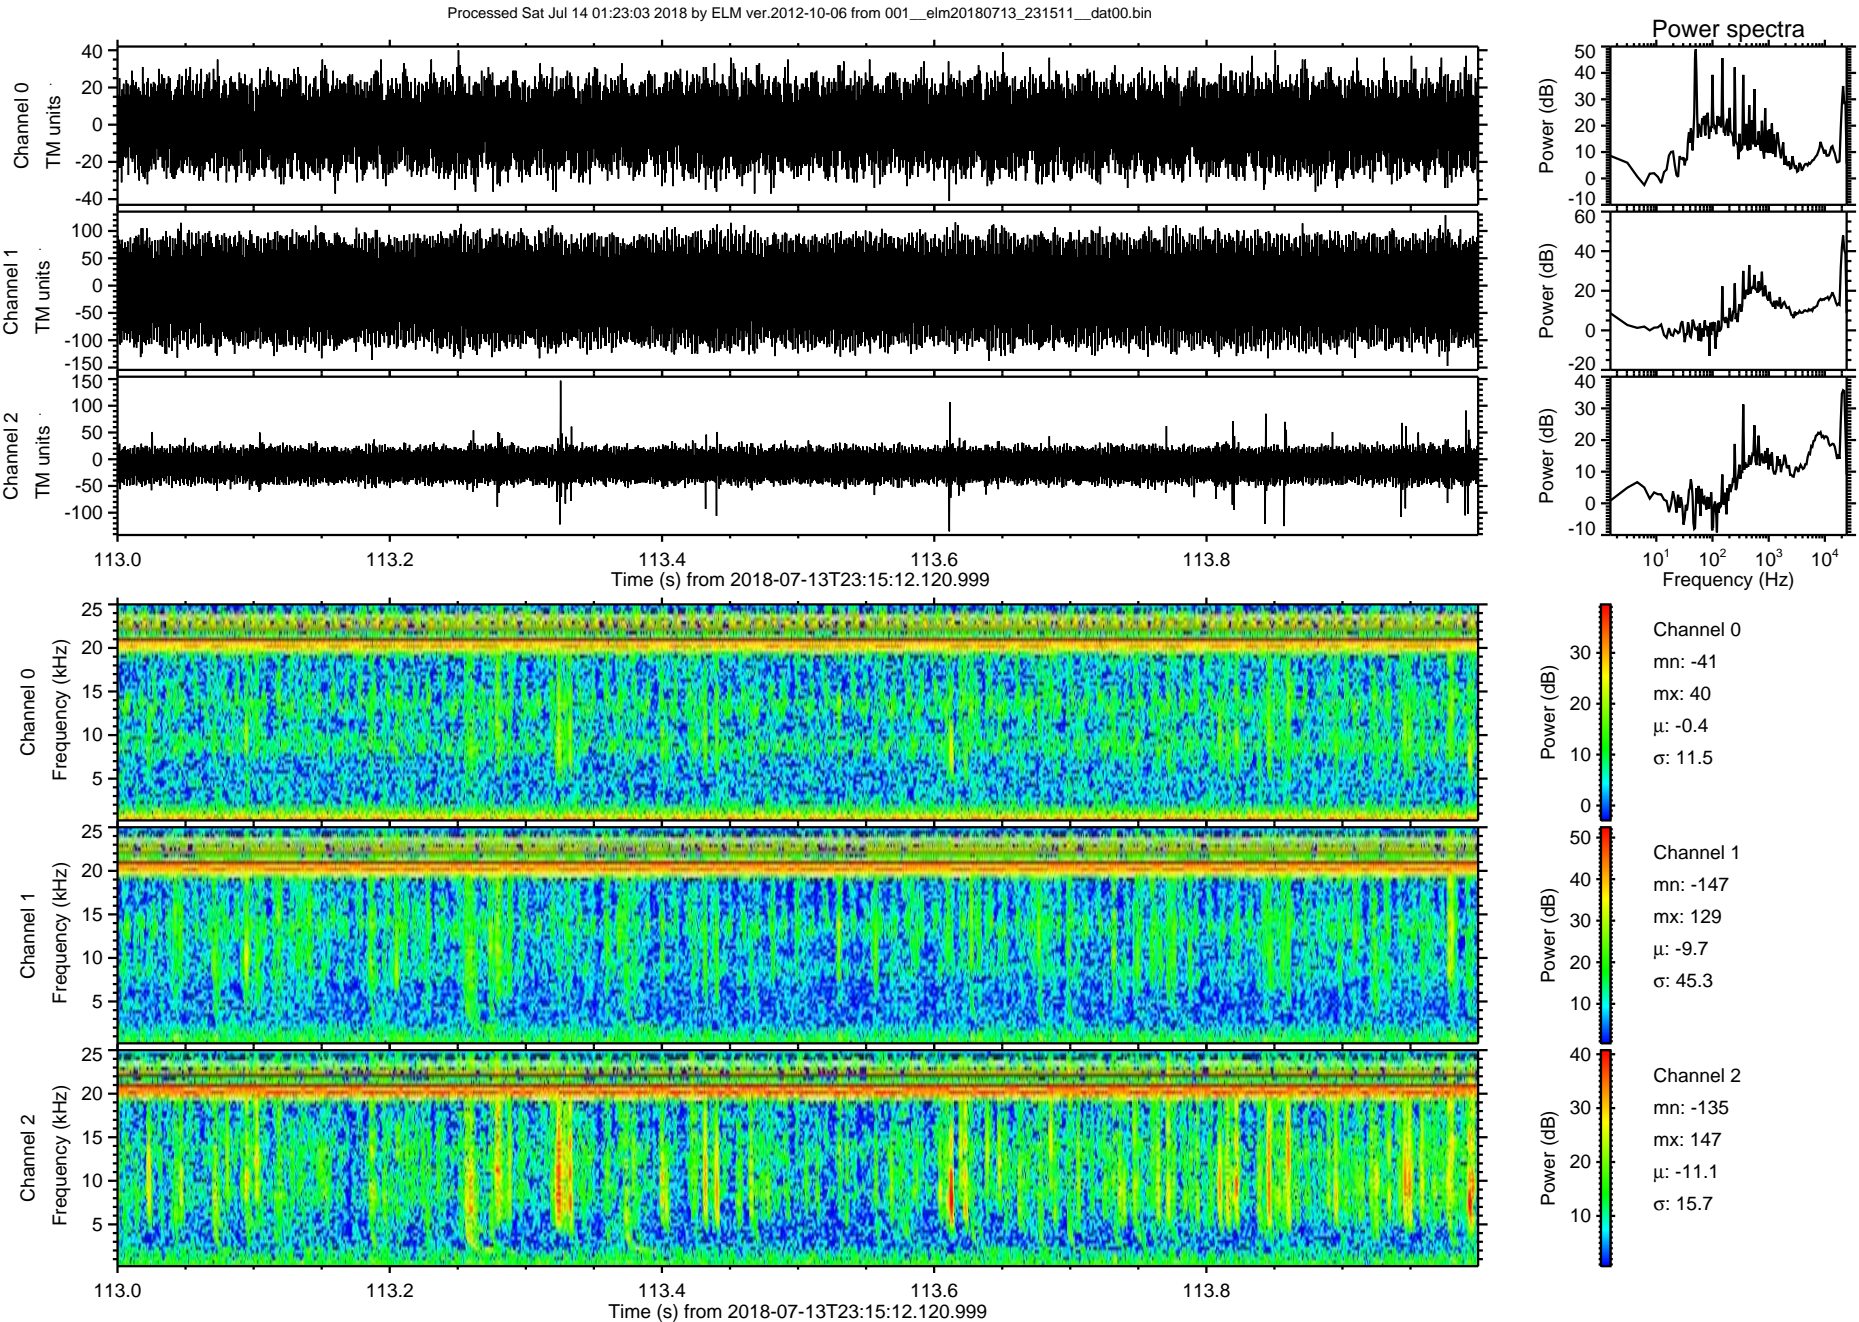 Processed Sat Jul 14 01:23:03 2018 by ELM ver.2012-10-06 from 001__elm20180713_231511__dat00.bin
Power spectra
Channel 0
TM units
40
20
0
-20
-40
Power (dB)
50
40
30
20
10
0
-10
Channel 1
TM units
100
50
0
-50
-100
-150
Power (dB)
60
40
20
0
-20
Channel 2
TM units
150
100
50
0
-50
-100
Power (dB)
40
30
20
10
0
-10
113.0 113.2 113.4 113.6 113.8
Time (s) from 2018-07-13T23:15:12.120.999
10¹ 10² 10³ 10⁴
Frequency (Hz)
Channel 0
Frequency (kHz)
25
20
15
10
5
Power (dB)
30
20
10
0
Channel 0
mn: -41
mx: 40
μ: -0.4
σ: 11.5
Channel 1
Frequency (kHz)
25
20
15
10
5
Power (dB)
50
40
30
20
10
Channel 1
mn: -147
mx: 129
μ: -9.7
σ: 45.3
Channel 2
Frequency (kHz)
25
20
15
10
5
Power (dB)
40
30
20
10
Channel 2
mn: -135
mx: 147
μ: -11.1
σ: 15.7
113.0 113.2 113.4 113.6 113.8
Time (s) from 2018-07-13T23:15:12.120.999